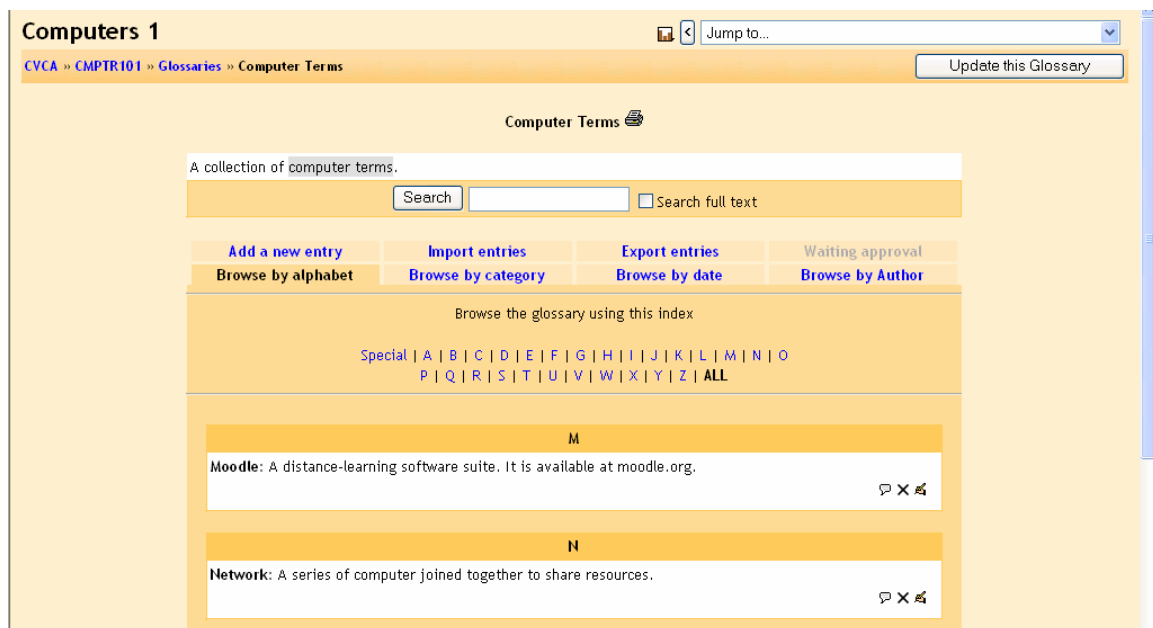 Computers 1
< Jump to...
CVCA » CMPTR101 » Glossaries » Computer Terms
Update this Glossary
Computer Terms
A collection of computer terms.
Search Search full text
Add a new entry Import entries Export entries Waiting approval
Browse by alphabet Browse by category Browse by date Browse by Author
Browse the glossary using this index
Special | A | B | C | D | E | F | G | H | I | J | K | L | M | N | O
P | Q | R | S | T | U | V | W | X | Y | Z | ALL
M
Moodle: A distance-learning software suite. It is available at moodle.org.
N
Network: A series of computer joined together to share resources.